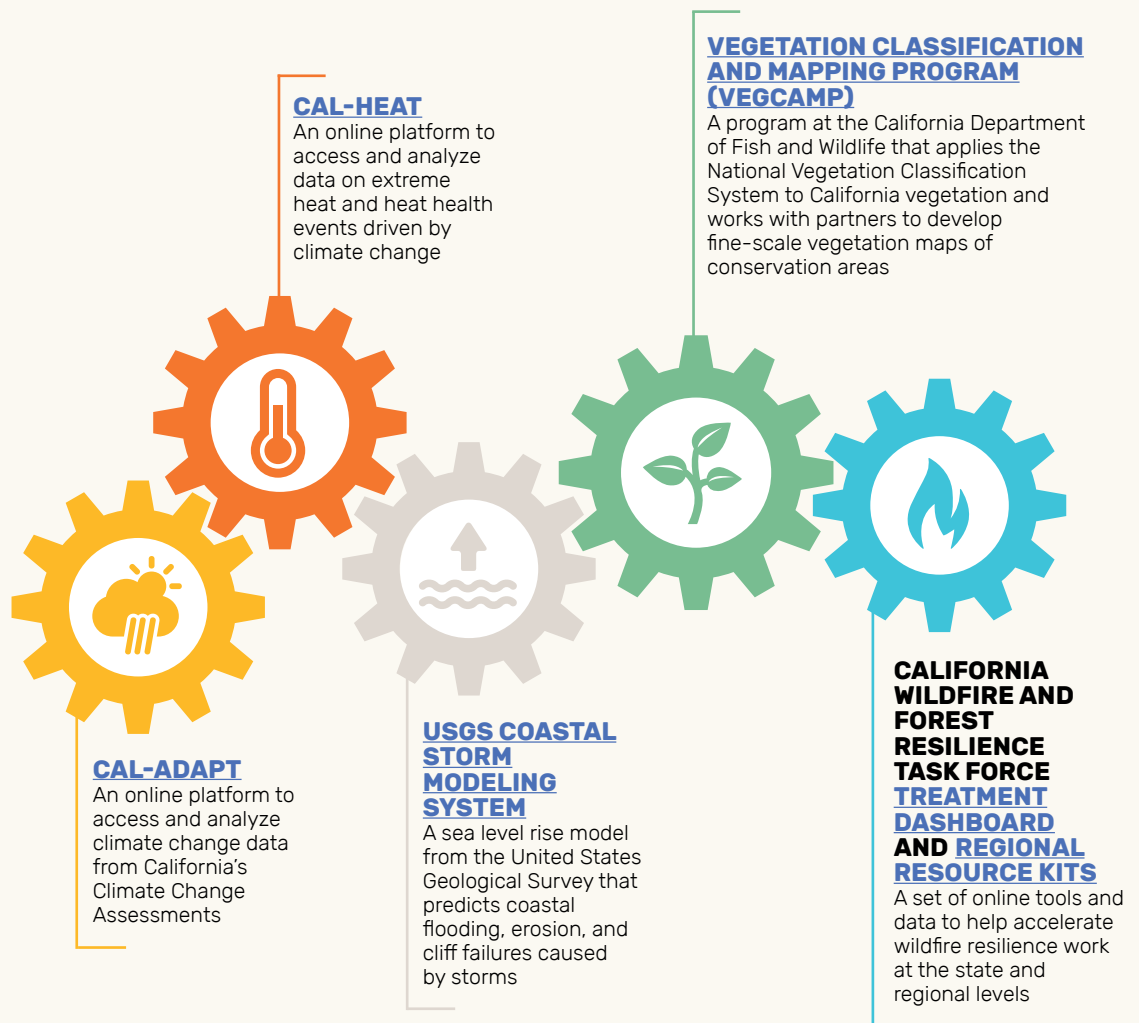 CAL-HEAT
An online platform to
access and analyze
data on extreme
heat and heat health
events driven by
climate change
VEGETATION CLASSIFICATION
AND MAPPING PROGRAM
(VEGCAMP)
A program at the California Department
of Fish and Wildlife that applies the
National Vegetation Classification
System to California vegetation and
works with partners to develop
fine-scale vegetation maps of
conservation areas
CAL-ADAPT
An online platform to
access and analyze
climate change data
from California’s
Climate Change
Assessments
USGS COASTAL
STORM
MODELING
SYSTEM
A sea level rise model
from the United States
Geological Survey that
predicts coastal
flooding, erosion, and
cliff failures caused
by storms
CALIFORNIA
WILDFIRE AND
FOREST
RESILIENCE
TASK FORCE
TREATMENT
DASHBOARD
AND REGIONAL
RESOURCE KITS
A set of online tools and
data to help accelerate
wildfire resilience work
at the state and
regional levels